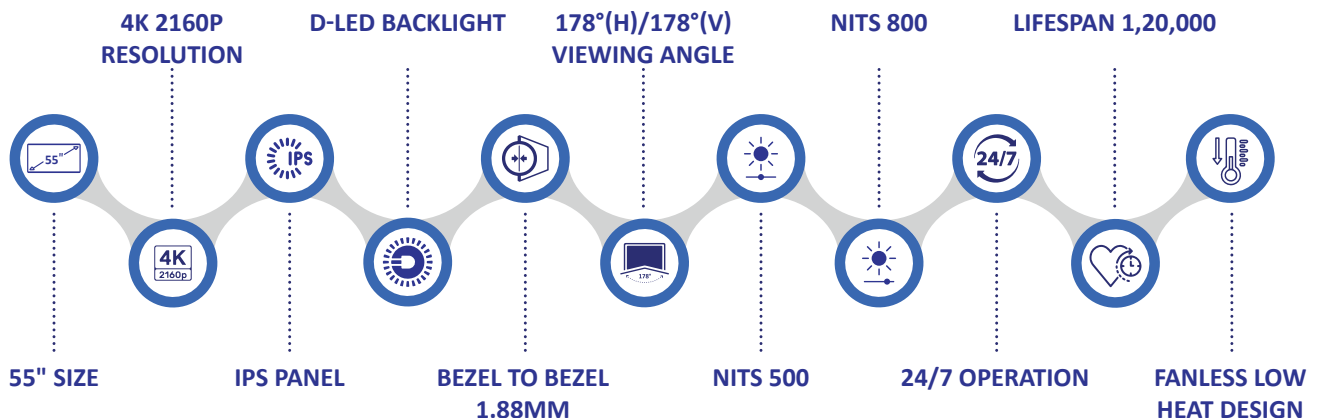 4K 2160P
RESOLUTION
D-LED BACKLIGHT
178°(H)/178°(V)
VIEWING ANGLE
NITS 800
LIFESPAN 1,20,000
55"
IPS
24/7
4K
2160p
178°
55" SIZE
IPS PANEL
BEZEL TO BEZEL
1.88MM
NITS 500
24/7 OPERATION
FANLESS LOW
HEAT DESIGN